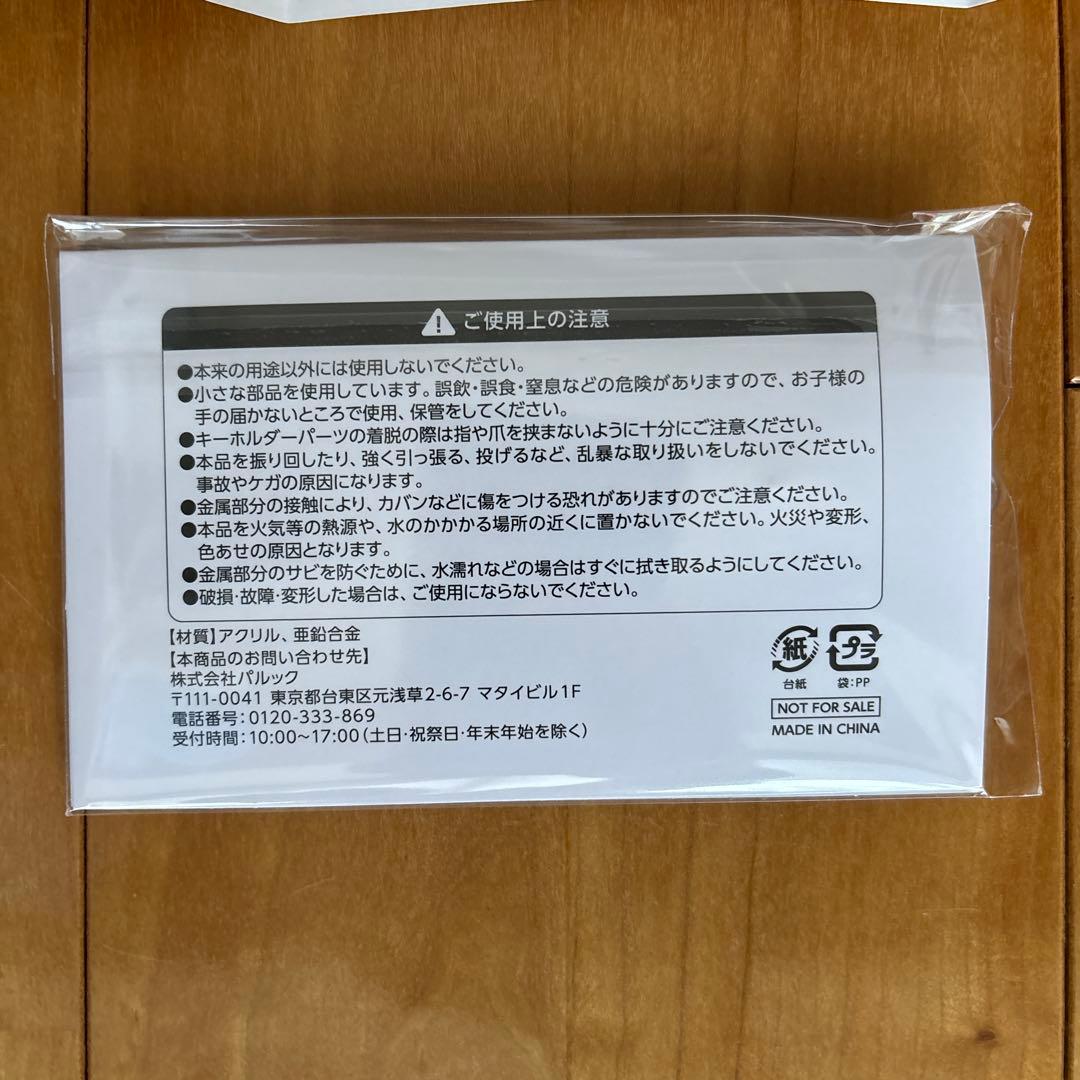 ご使用上の注意
●本来の用途以外には使用しないでください。
●小さな部品を使用しています。誤飲・誤食・窒息などの危険がありますので、お子様の
手の届かないところで使用、保管をしてください。
●キーホルダーパーツの着脱の際は指や爪を挟まないように十分にご注意ください。
●本品を振り回したり、強く引っ張る、投げるなど、乱暴な取り扱いをしないでください。
事故やケガの原因になります。
●金属部分の接触により、カバンなどに傷をつける恐れがありますのでご注意ください。
●本品を火気等の熱源や、水のかかかる場所の近くに置かないでください。火災や変形、
色あせの原因となります。
●金属部分のサビを防ぐために、水濡れなどの場合はすぐに拭き取るようにしてください。
●破損・故障・変形した場合は、ご使用にならないでください。
【材質】アクリル、亜鉛合金
【本商品のお問い合わせ先】
株式会社パルック
〒111-0041 東京都台東区元浅草2-6-7 マタイビル1F
電話番号：0120-333-869
受付時間：10:00〜17:00（土日・祝祭日・年末年始を除く）
紙 プラ
台紙 袋：PP
NOT FOR SALE
MADE IN CHINA